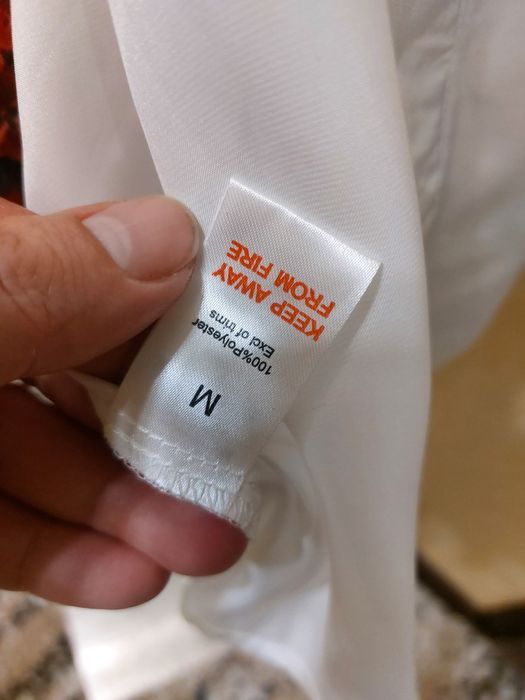 M
100%Polyester
Excl of trims
KEEP AWAY
FROM FIRE